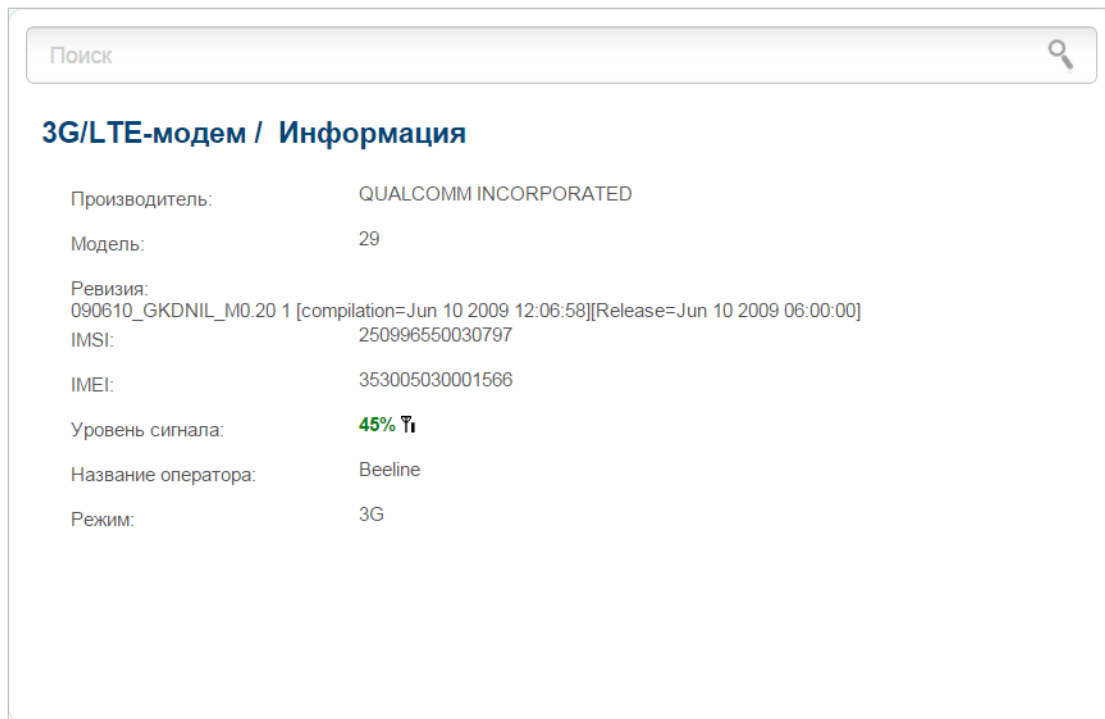 Поиск
3G/LTE-модем / Информация
Производитель: QUALCOMM INCORPORATED
Модель: 29
Ревизия:
090610_GKDNIL_M0.20 1 [compilation=Jun 10 2009 12:06:58][Release=Jun 10 2009 06:00:00]
IMSI: 250996550030797
IMEI: 353005030001566
Уровень сигнала: 45%
Название оператора: Beeline
Режим: 3G